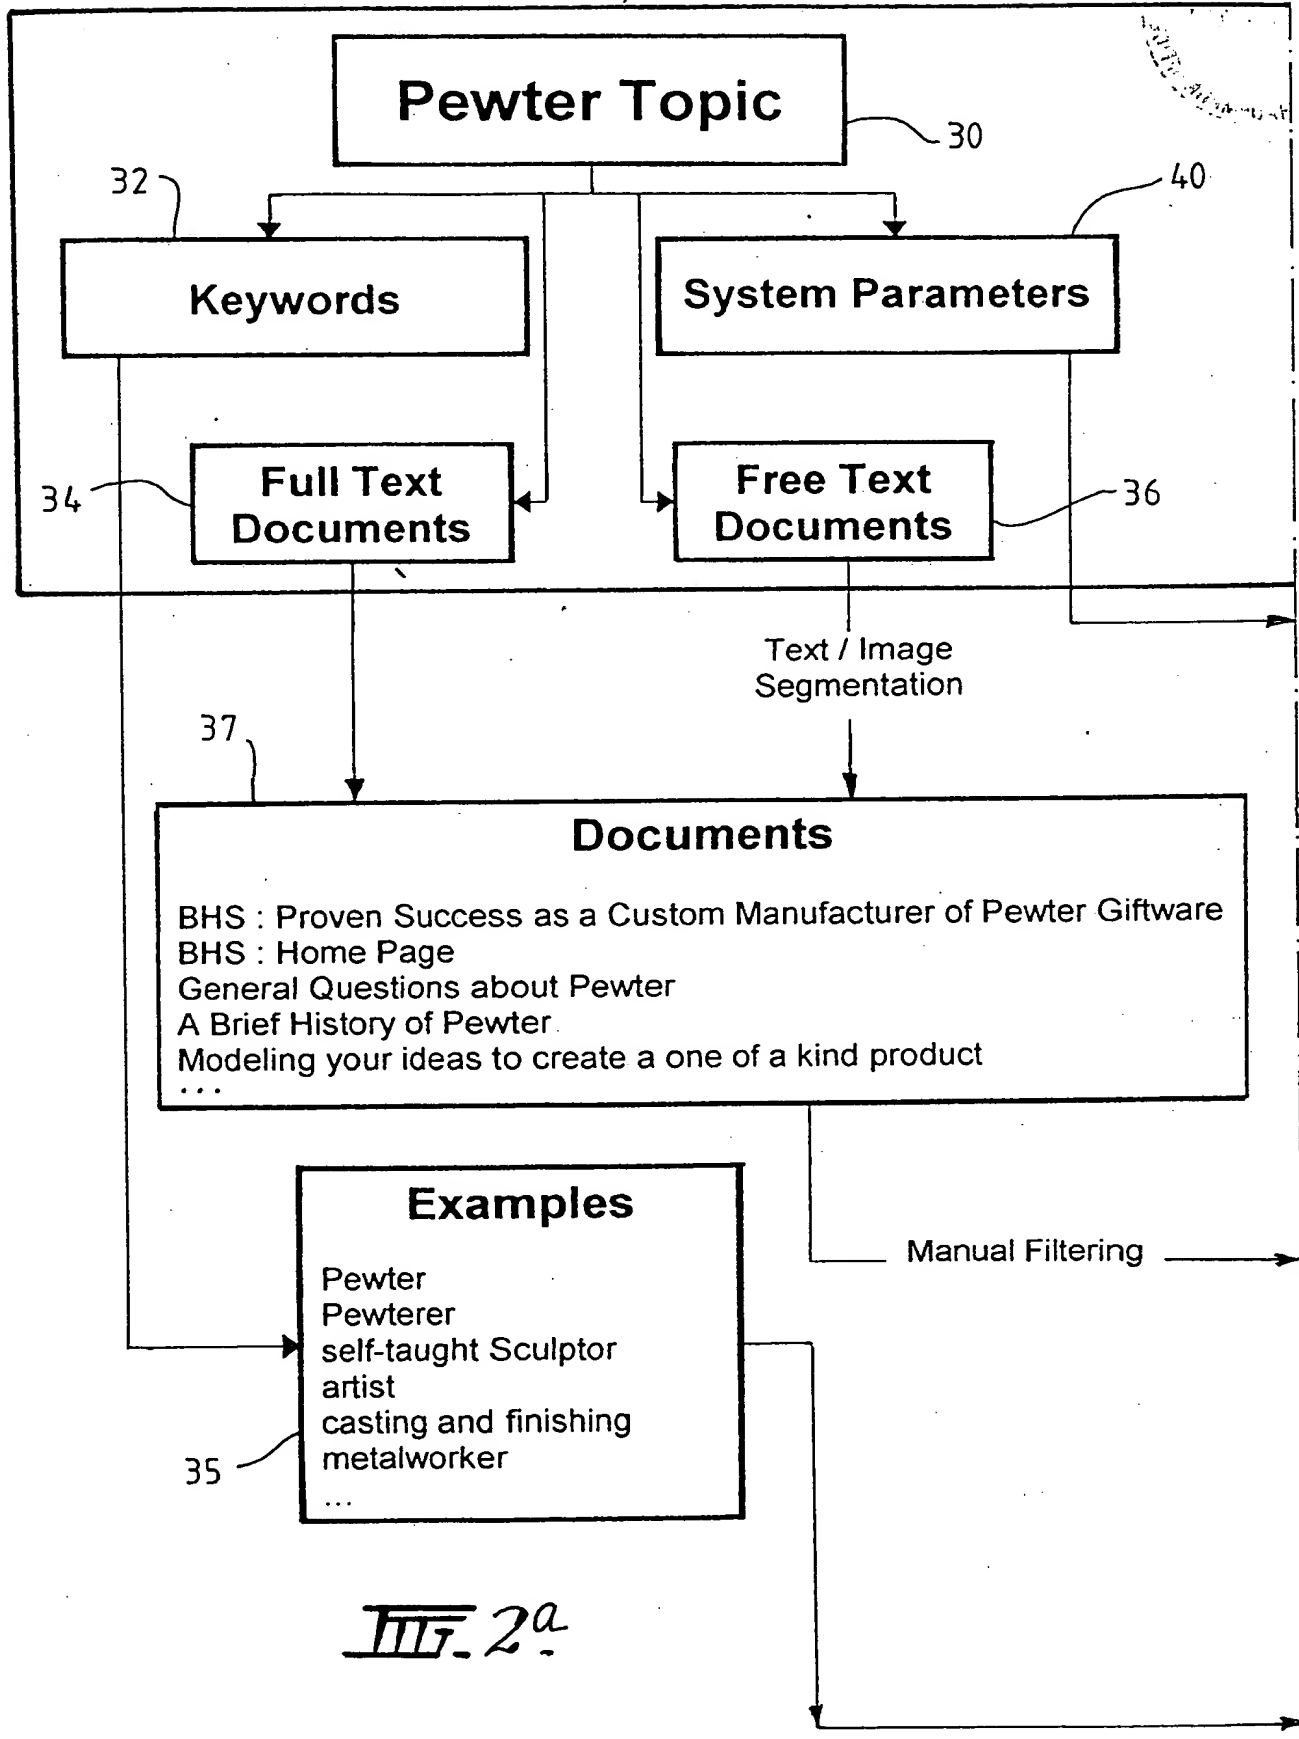 Pewter Topic
30
32
40
Keywords
System Parameters
Full Text
Documents
34
Free Text
Documents
36
Text / Image
Segmentation
37
Documents
BHS : Proven Success as a Custom Manufacturer of Pewter Giftware
BHS : Home Page
General Questions about Pewter
A Brief History of Pewter
Modeling your ideas to create a one of a kind product
...
Examples
Pewter
Pewterer
self-taught Sculptor
artist
casting and finishing
metalworker
...
35
Manual Filtering
FIG. 2a